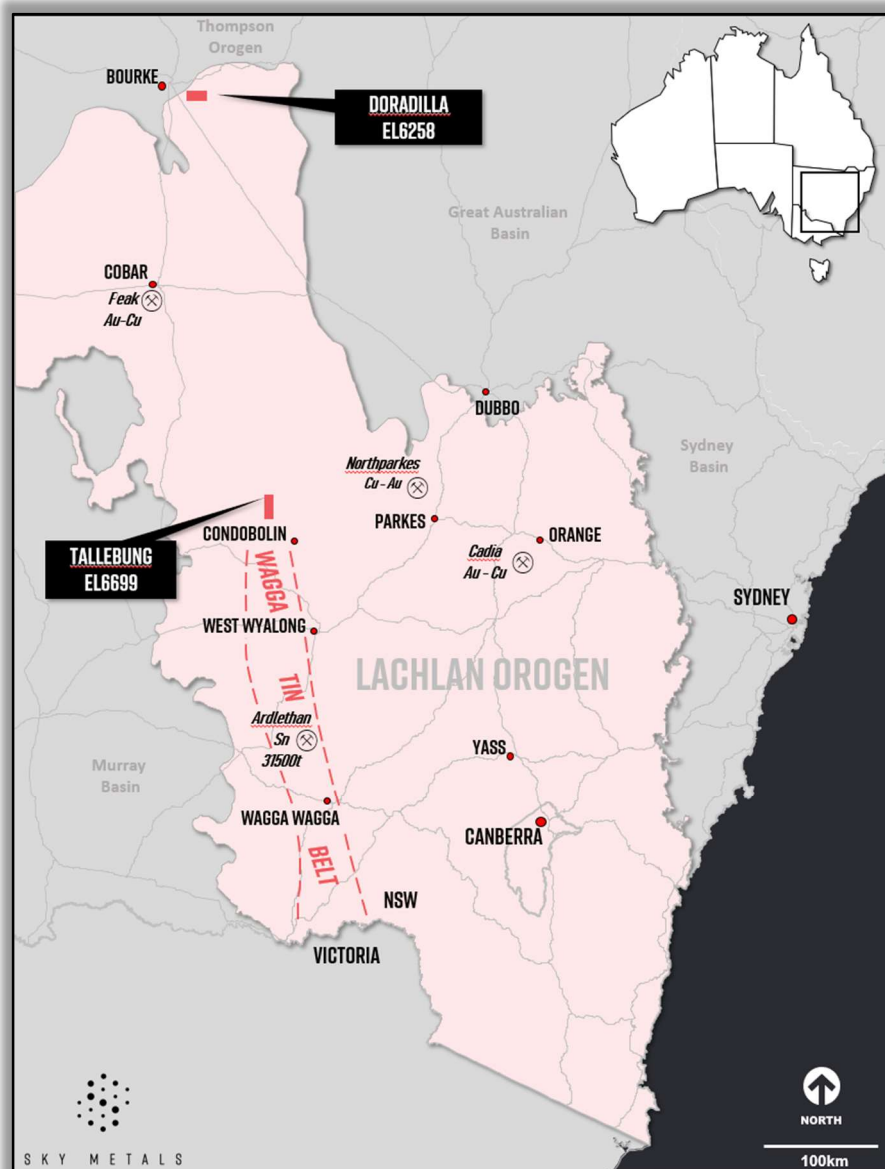 Thompson
Orogen
BOURKE
DORADILLA
EL6258
Great Australian
Basin
COBAR
Feak
Au-Cu
DUBBO
Sydney
Basin
Northparkes
Cu - Au
PARKES
ORANGE
Cadia
Au - Cu
CONDOBOLIN
TALLEBUNG
EL6699
WAGGA
SYDNEY
WEST WYALONG
LACHLAN OROGEN
TIN
Ardlethan
Sn
31500t
YASS
Murray
Basin
WAGGA WAGGA
CANBERRA
BELT
NSW
VICTORIA
NORTH
100km
SKY METALS